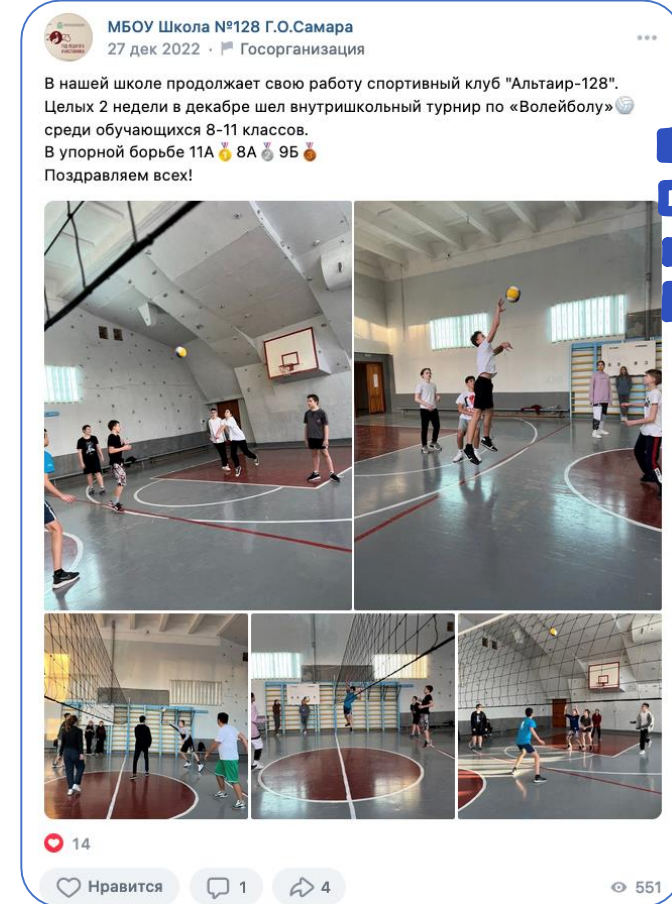 МБОУ Школа №128 Г.О.Самара
27 дек 2022 · Госорганизация
В нашей школе продолжает свою работу спортивный клуб "Альтаир-128".
Целых 2 недели в декабре шел внутришкольный турнир по «Волейболу»🏐
среди обучающихся 8-11 классов.
В упорной борьбе 11А🥇8А🥈9Б🥉
Поздравляем всех!
14
Нравится 1 4 551